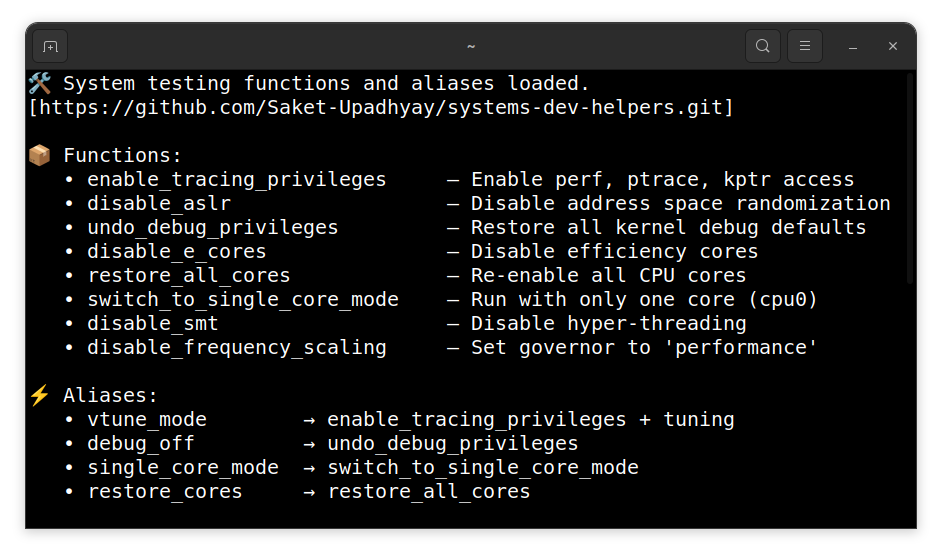 ~
🛠️ System testing functions and aliases loaded.
[https://github.com/Saket-Upadhyay/systems-dev-helpers.git]
📦 Functions:
• enable_tracing_privileges — Enable perf, ptrace, kptr access
• disable_aslr — Disable address space randomization
• undo_debug_privileges — Restore all kernel debug defaults
• disable_e_cores — Disable efficiency cores
• restore_all_cores — Re-enable all CPU cores
• switch_to_single_core_mode — Run with only one core (cpu0)
• disable_smt — Disable hyper-threading
• disable_frequency_scaling — Set governor to 'performance'
⚡ Aliases:
• vtune_mode → enable_tracing_privileges + tuning
• debug_off → undo_debug_privileges
• single_core_mode → switch_to_single_core_mode
• restore_cores → restore_all_cores